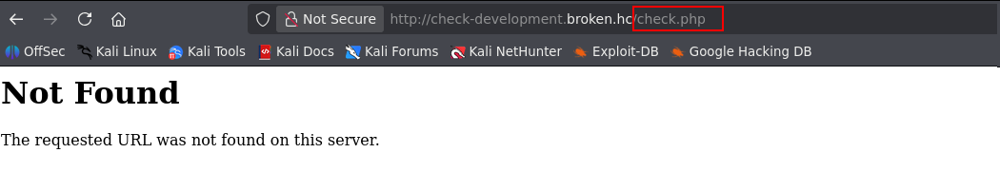 Not Secure http://check-development.broken.hc/check.php
OffSec Kali Linux Kali Tools Kali Docs Kali Forums Kali NetHunter Exploit-DB Google Hacking DB
Not Found
The requested URL was not found on this server.